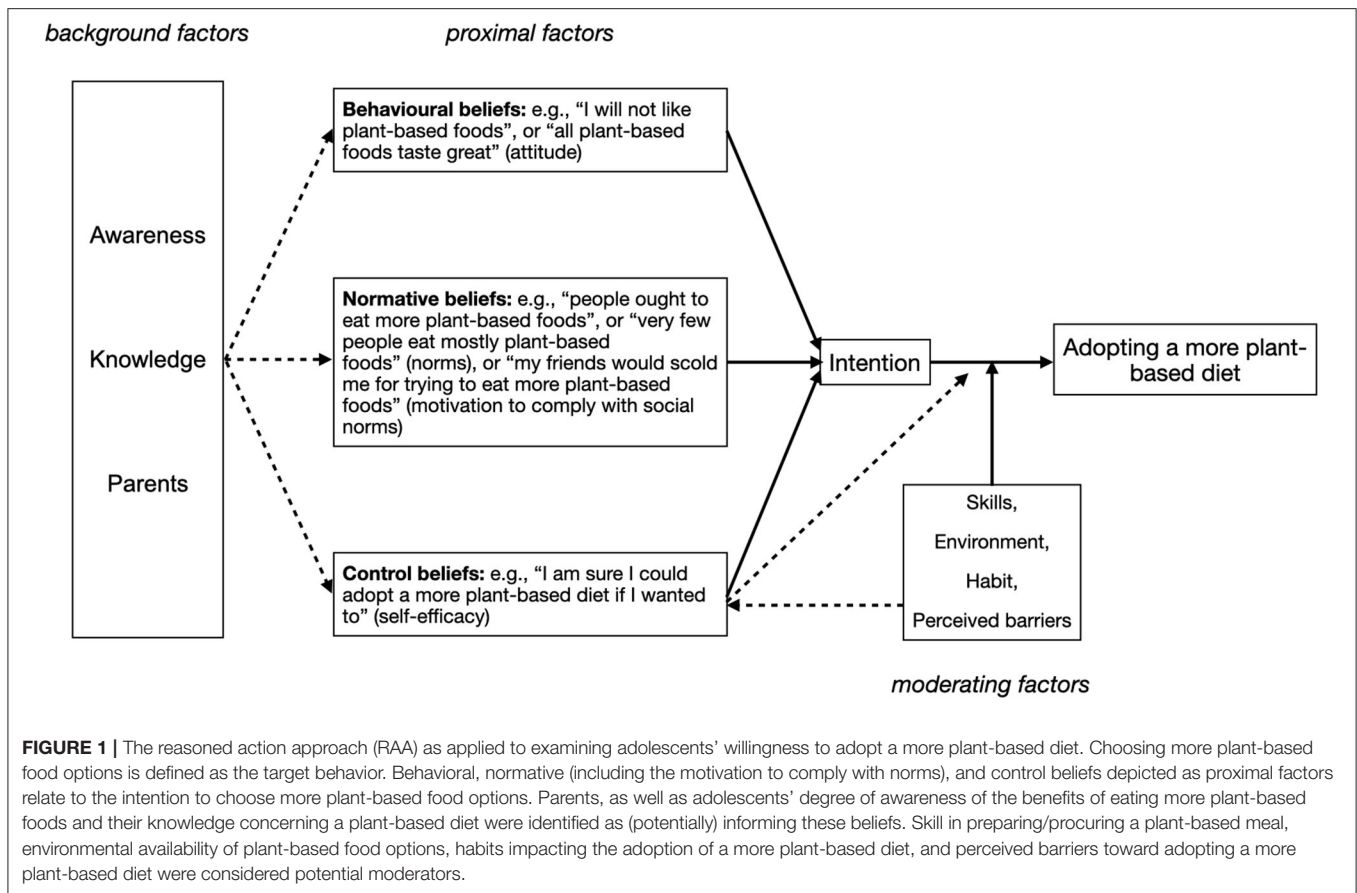 background factors
proximal factors
Awareness
Knowledge
Parents
Behavioural beliefs: e.g., “I will not like
plant-based foods”, or “all plant-based
foods taste great” (attitude)
Normative beliefs: e.g., “people ought to
eat more plant-based foods”, or “very few
people eat mostly plant-based
foods” (norms), or “my friends would scold
me for trying to eat more plant-based
foods” (motivation to comply with social
norms)
Control beliefs: e.g., “I am sure I could
adopt a more plant-based diet if I wanted
to” (self-efficacy)
Intention
Adopting a more plant-
based diet
Skills,
Environment,
Habit,
Perceived barriers
moderating factors
FIGURE 1 | The reasoned action approach (RAA) as applied to examining adolescents’ willingness to adopt a more plant-based diet. Choosing more plant-based
food options is defined as the target behavior. Behavioral, normative (including the motivation to comply with norms), and control beliefs depicted as proximal factors
relate to the intention to choose more plant-based food options. Parents, as well as adolescents’ degree of awareness of the benefits of eating more plant-based
foods and their knowledge concerning a plant-based diet were identified as (potentially) informing these beliefs. Skill in preparing/procuring a plant-based meal,
environmental availability of plant-based food options, habits impacting the adoption of a more plant-based diet, and perceived barriers toward adopting a more
plant-based diet were considered potential moderators.